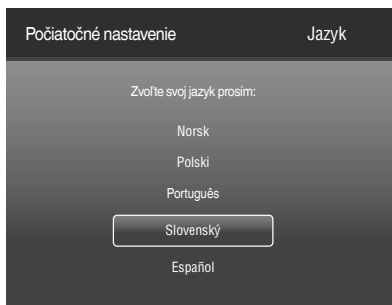 Počiatočné nastavenie Jazyk
Zvoľte svoj jazyk prosím:
Norsk
Polski
Português
Slovenský
Español